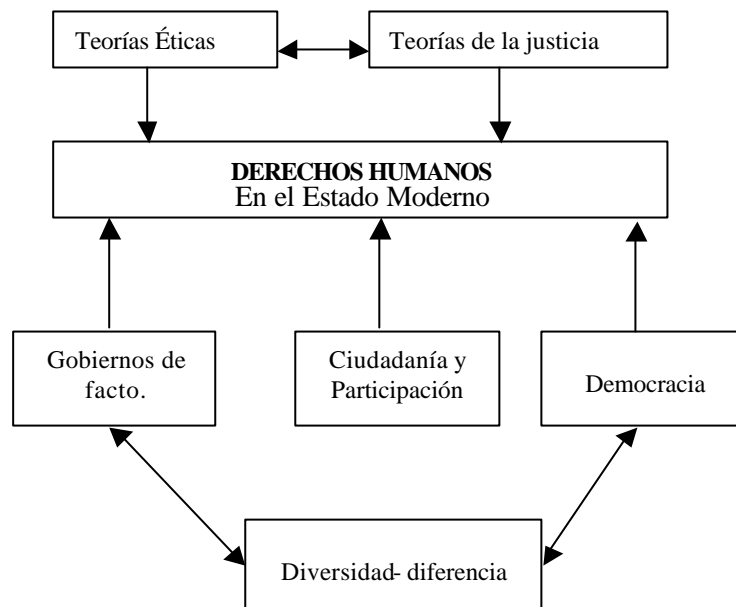 Teorías Éticas
Teorías de la justicia
DERECHOS HUMANOS
En el Estado Moderno
Gobiernos de
facto.
Ciudadanía y
Participación
Democracia
Diversidad- diferencia